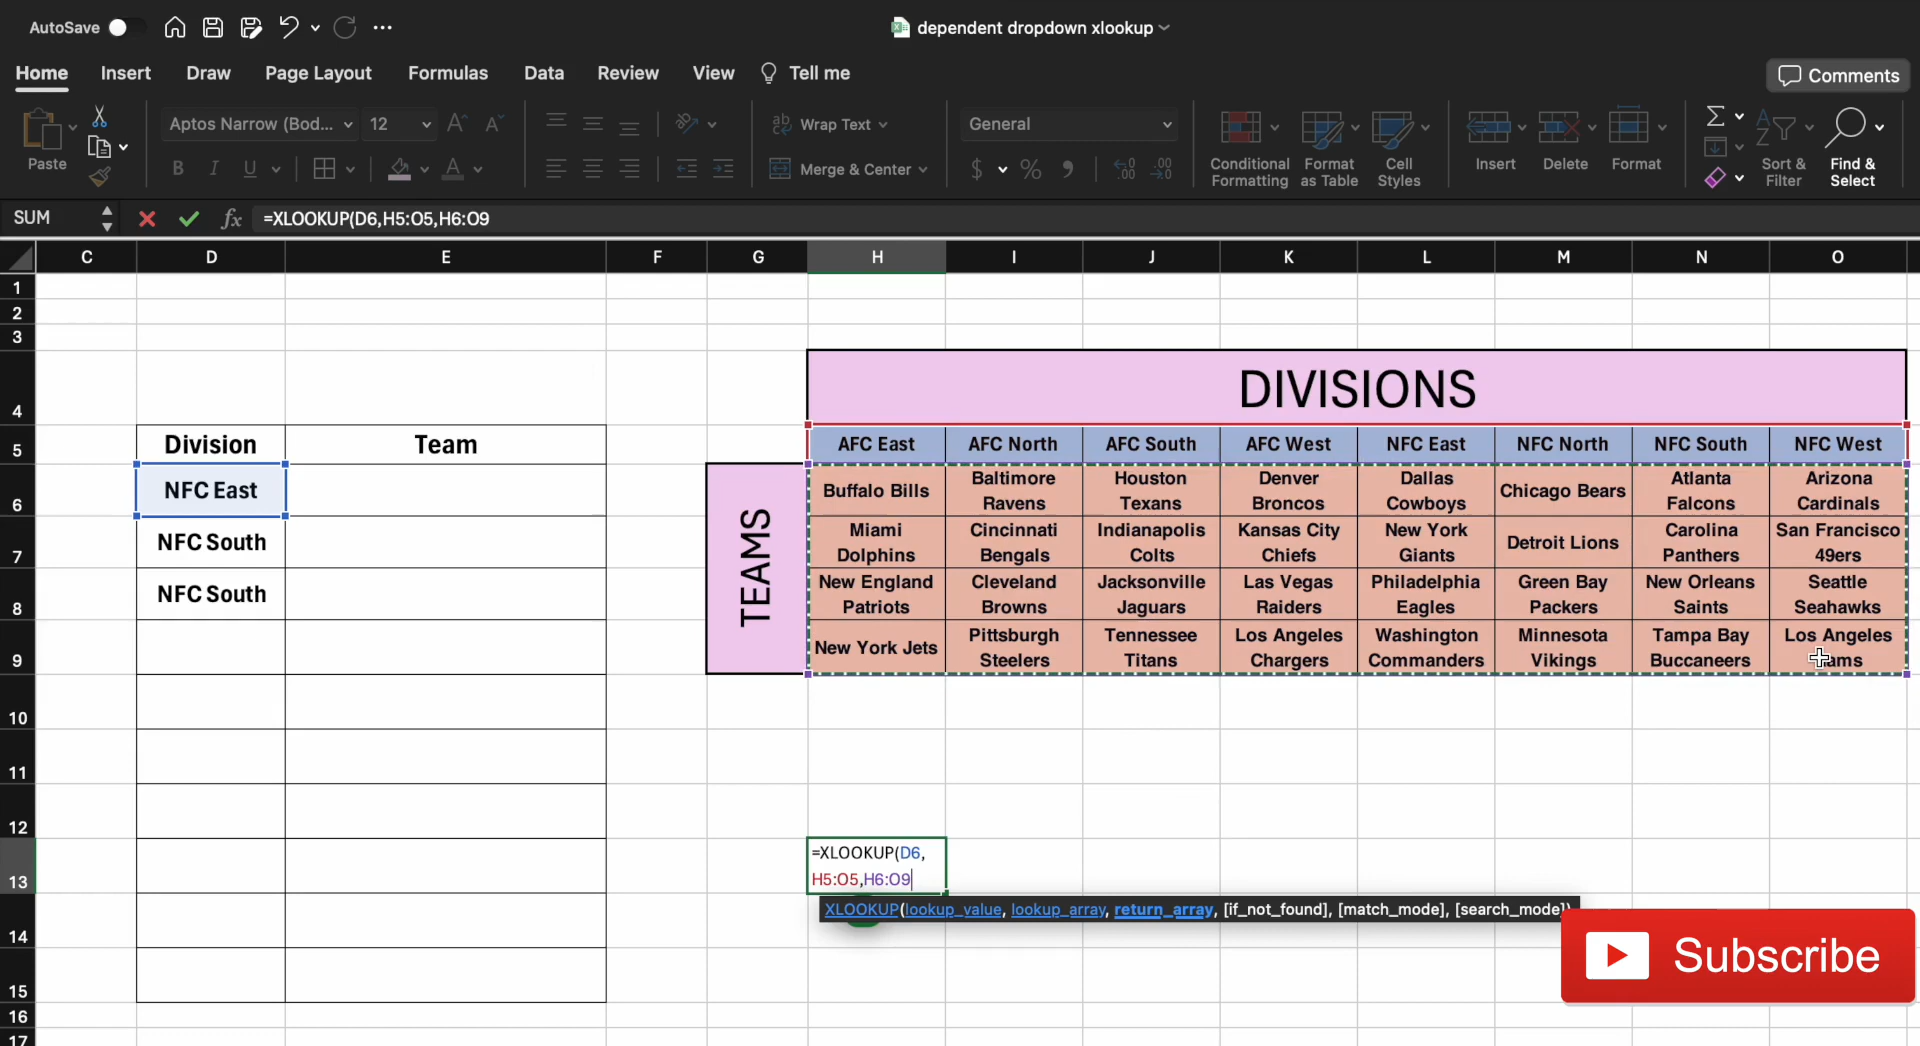 AutoSave
dependent dropdown xlookup
Home Insert Draw Page Layout Formulas Data Review View Tell me
Comments
Paste
Aptos Narrow (Bod... 12
B I U
A
Wrap Text
Merge & Center
General
$ % 9
Conditional
Formatting
Format
as Table
Cell
Styles
Insert
Delete
Format
Sort &
Filter
Find &
Select
SUM
fx
=XLOOKUP(D6,H5:O5,H6:O9
C D E F G H I J K L M N O
1
2
3
4
5
6
7
8
9
10
11
12
13
14
15
16
17
Division Team
NFC East
NFC South
NFC South
DIVISIONS
TEAMS
AFC East AFC North AFC South AFC West NFC East NFC North NFC South NFC West
Buffalo Bills
Baltimore
Ravens
Houston
Texans
Denver
Broncos
Dallas
Cowboys
Chicago Bears
Atlanta
Falcons
Arizona
Cardinals
Miami
Dolphins
Cincinnati
Bengals
Indianapolis
Colts
Kansas City
Chiefs
New York
Giants
Detroit Lions
Carolina
Panthers
San Francisco
49ers
New England
Patriots
Cleveland
Browns
Jacksonville
Jaguars
Las Vegas
Raiders
Philadelphia
Eagles
Green Bay
Packers
New Orleans
Saints
Seattle
Seahawks
New York Jets
Pittsburgh
Steelers
Tennessee
Titans
Los Angeles
Chargers
Washington
Commanders
Minnesota
Vikings
Tampa Bay
Buccaneers
Los Angeles
=XLOOKUP(D6,
H5:O5,H6:O9
XLOOKUP(lookup_value, lookup_array, return_array, [if_not_found], [match_mode], [search_mode])
Subscribe